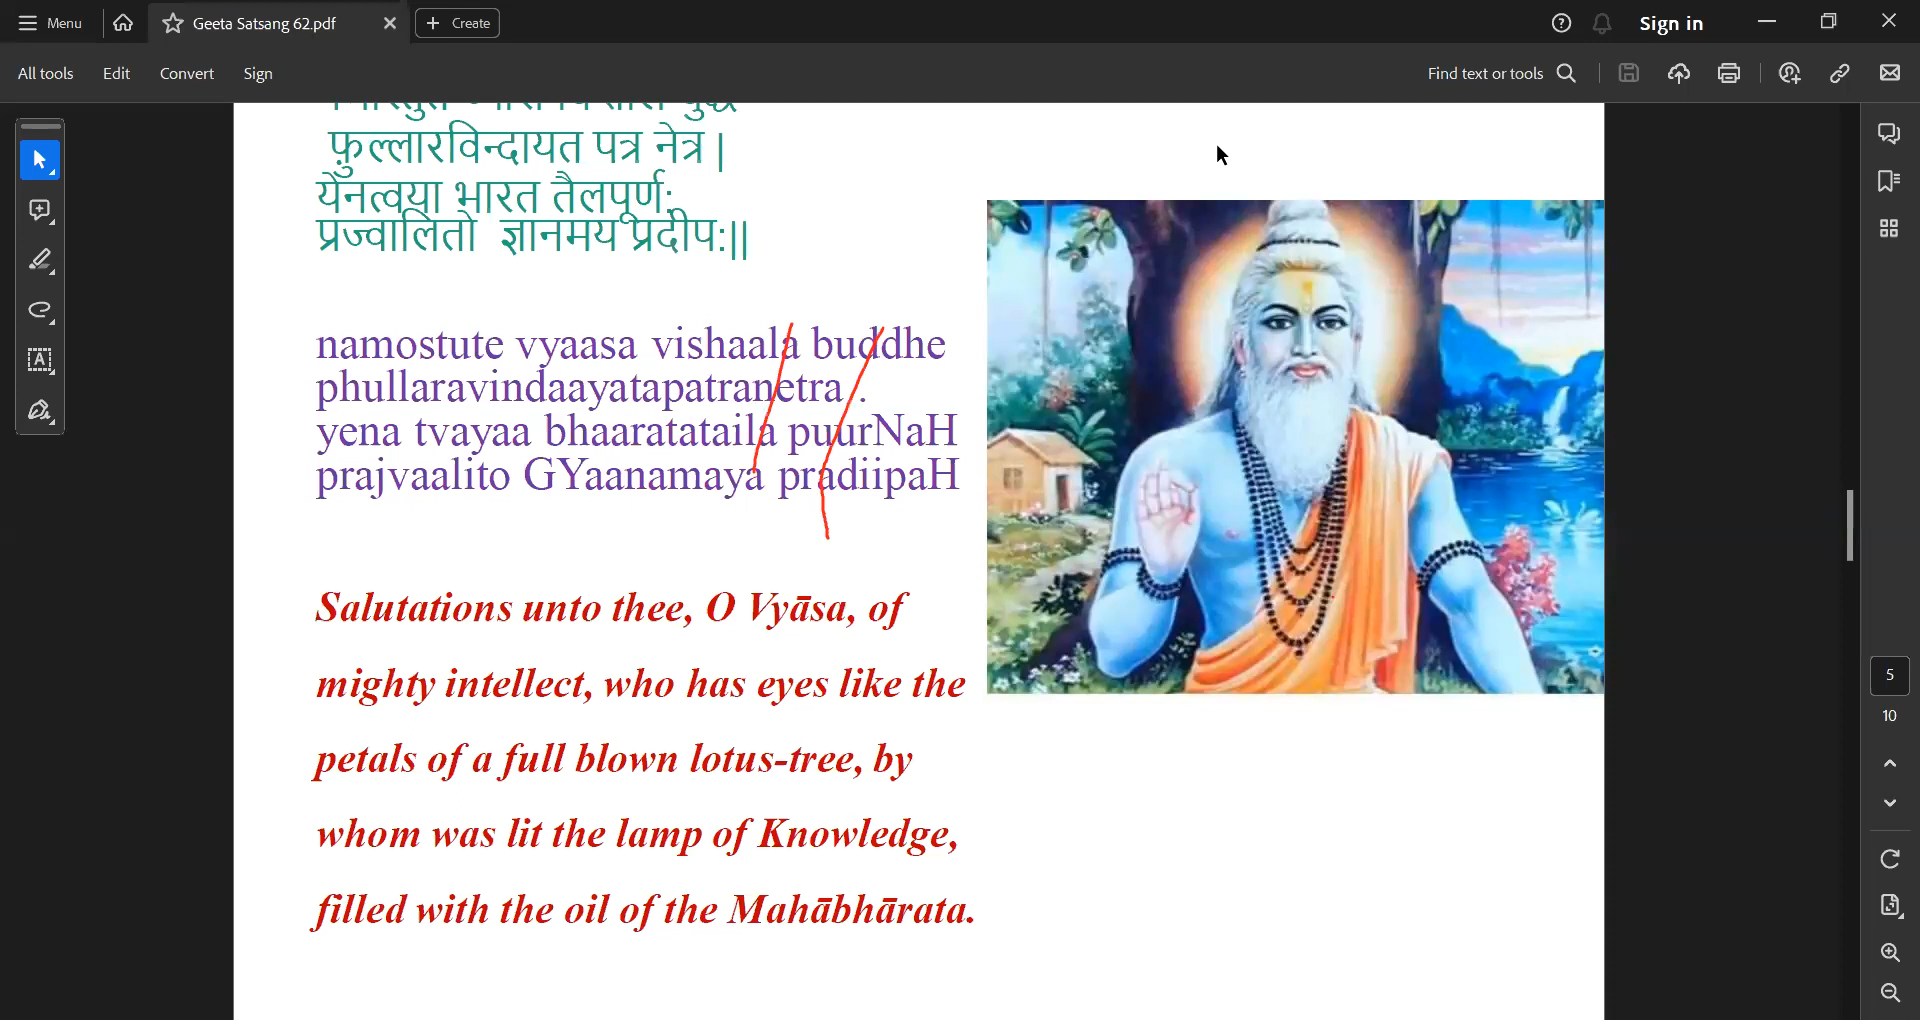 Menu
Geeta Satsang 62.pdf
Create
Sign in
All tools Edit Convert Sign
Find text or tools
फ़ुल्लारविन्दायत पत्र नेत्र |
येनत्वया भारत तैलपूर्ण:
प्रज्वालितो ज्ञानमय प्रदीप:||
namostute vyaasa vishaala buddhe
phullaravindaayatapatranetra .
yena tvayaa bhaaratataila puurNaH
prajvaalito GYaanamaya pradiipaH
Salutations unto thee, O Vyāsa, of
mighty intellect, who has eyes like the
petals of a full blown lotus-tree, by
whom was lit the lamp of Knowledge,
filled with the oil of the Mahābhārata.
5
10